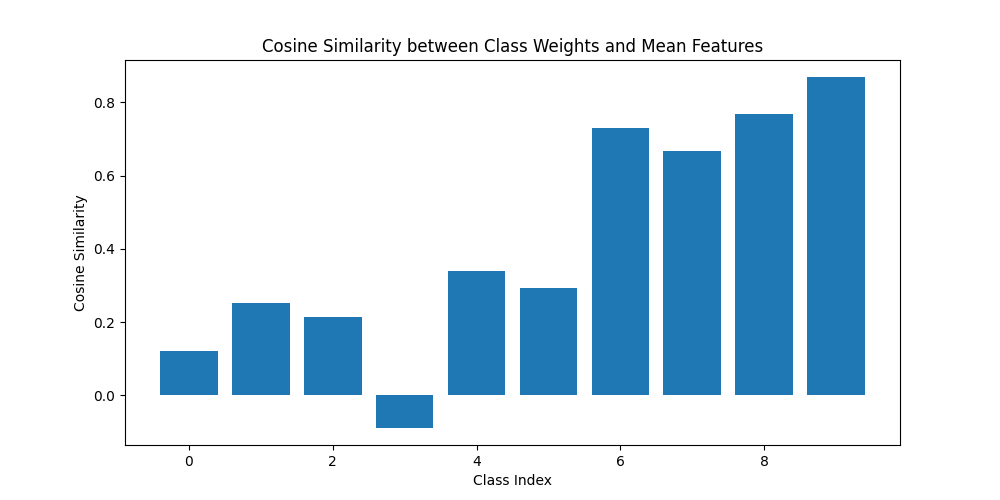 Cosine Similarity between Class Weights and Mean Features
0.8
0.6
0.4
0.2
0.0
Cosine Similarity
0 2 4 6 8
Class Index